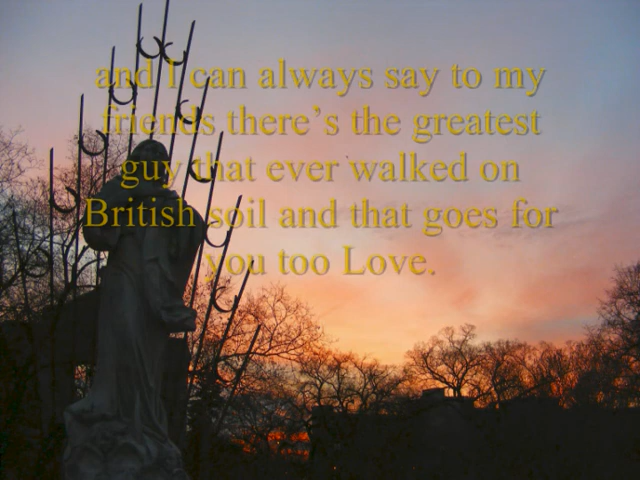 and I can always say to my
friends there’s the greatest
guy that ever walked on
British soil and that goes for
you too Love.